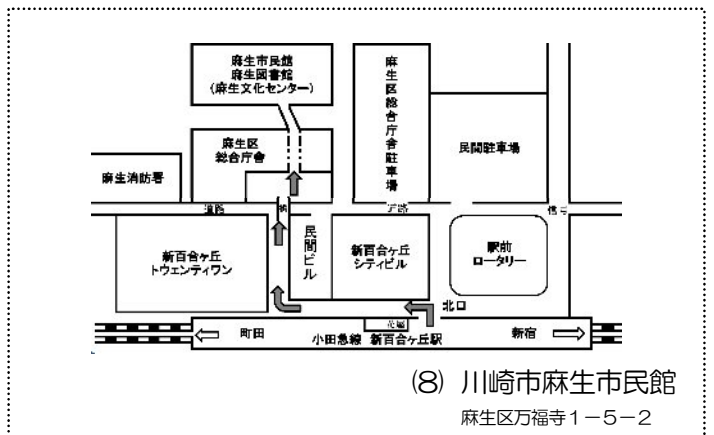 麻生市民館
麻生図書館
(麻生文化センター)
麻生区総合庁舎駐車場
民間駐車場
麻生区
総合庁舎
麻生消防署
道路
橋
道路
信号
新百合ヶ丘
トウェンティワン
民間ビル
新百合ヶ丘
シティビル
駅前
ロータリー
北口
花屋
町田
小田急線 新百合ヶ丘駅
新宿
(8) 川崎市麻生市民館
麻生区万福寺1-5-2